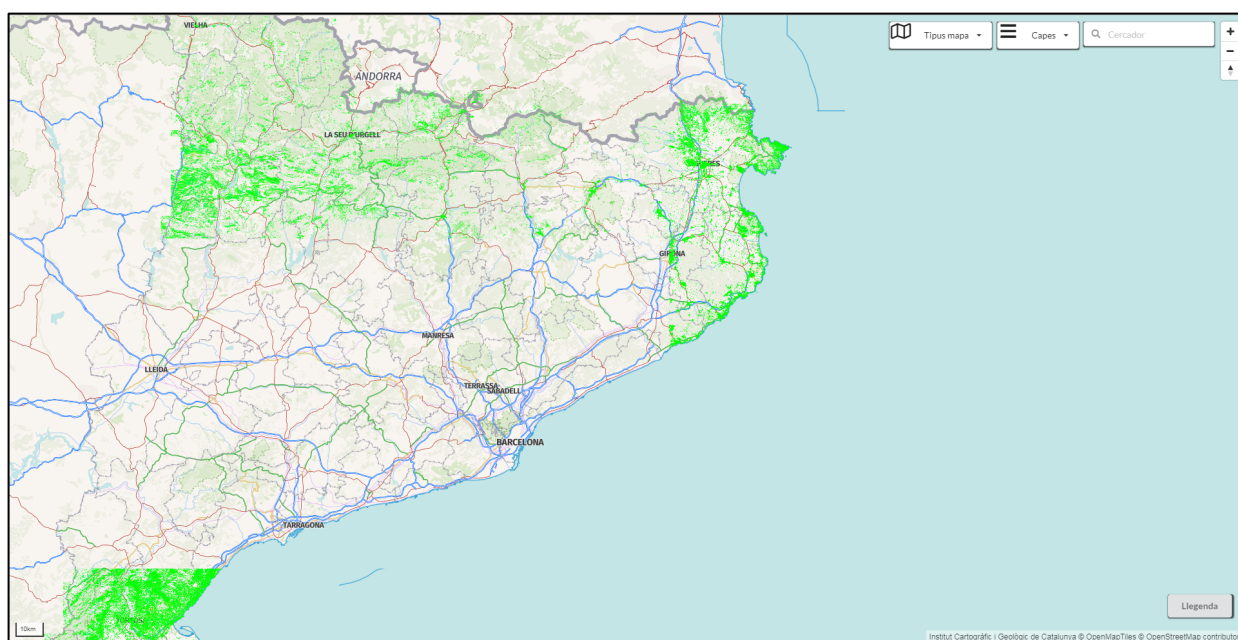 VIELHA
Tipus mapa
Capes
Cercador
+
−
ANDORRA
LA SEU D'URGELL
GIRONA
MANRESA
LLEIDA
TERRASSA
SABADELL
BARCELONA
TARRAGONA
Llegenda
10km
Institut Cartogràfic i Geològic de Catalunya © OpenMapTiles © OpenStreetMap contributo